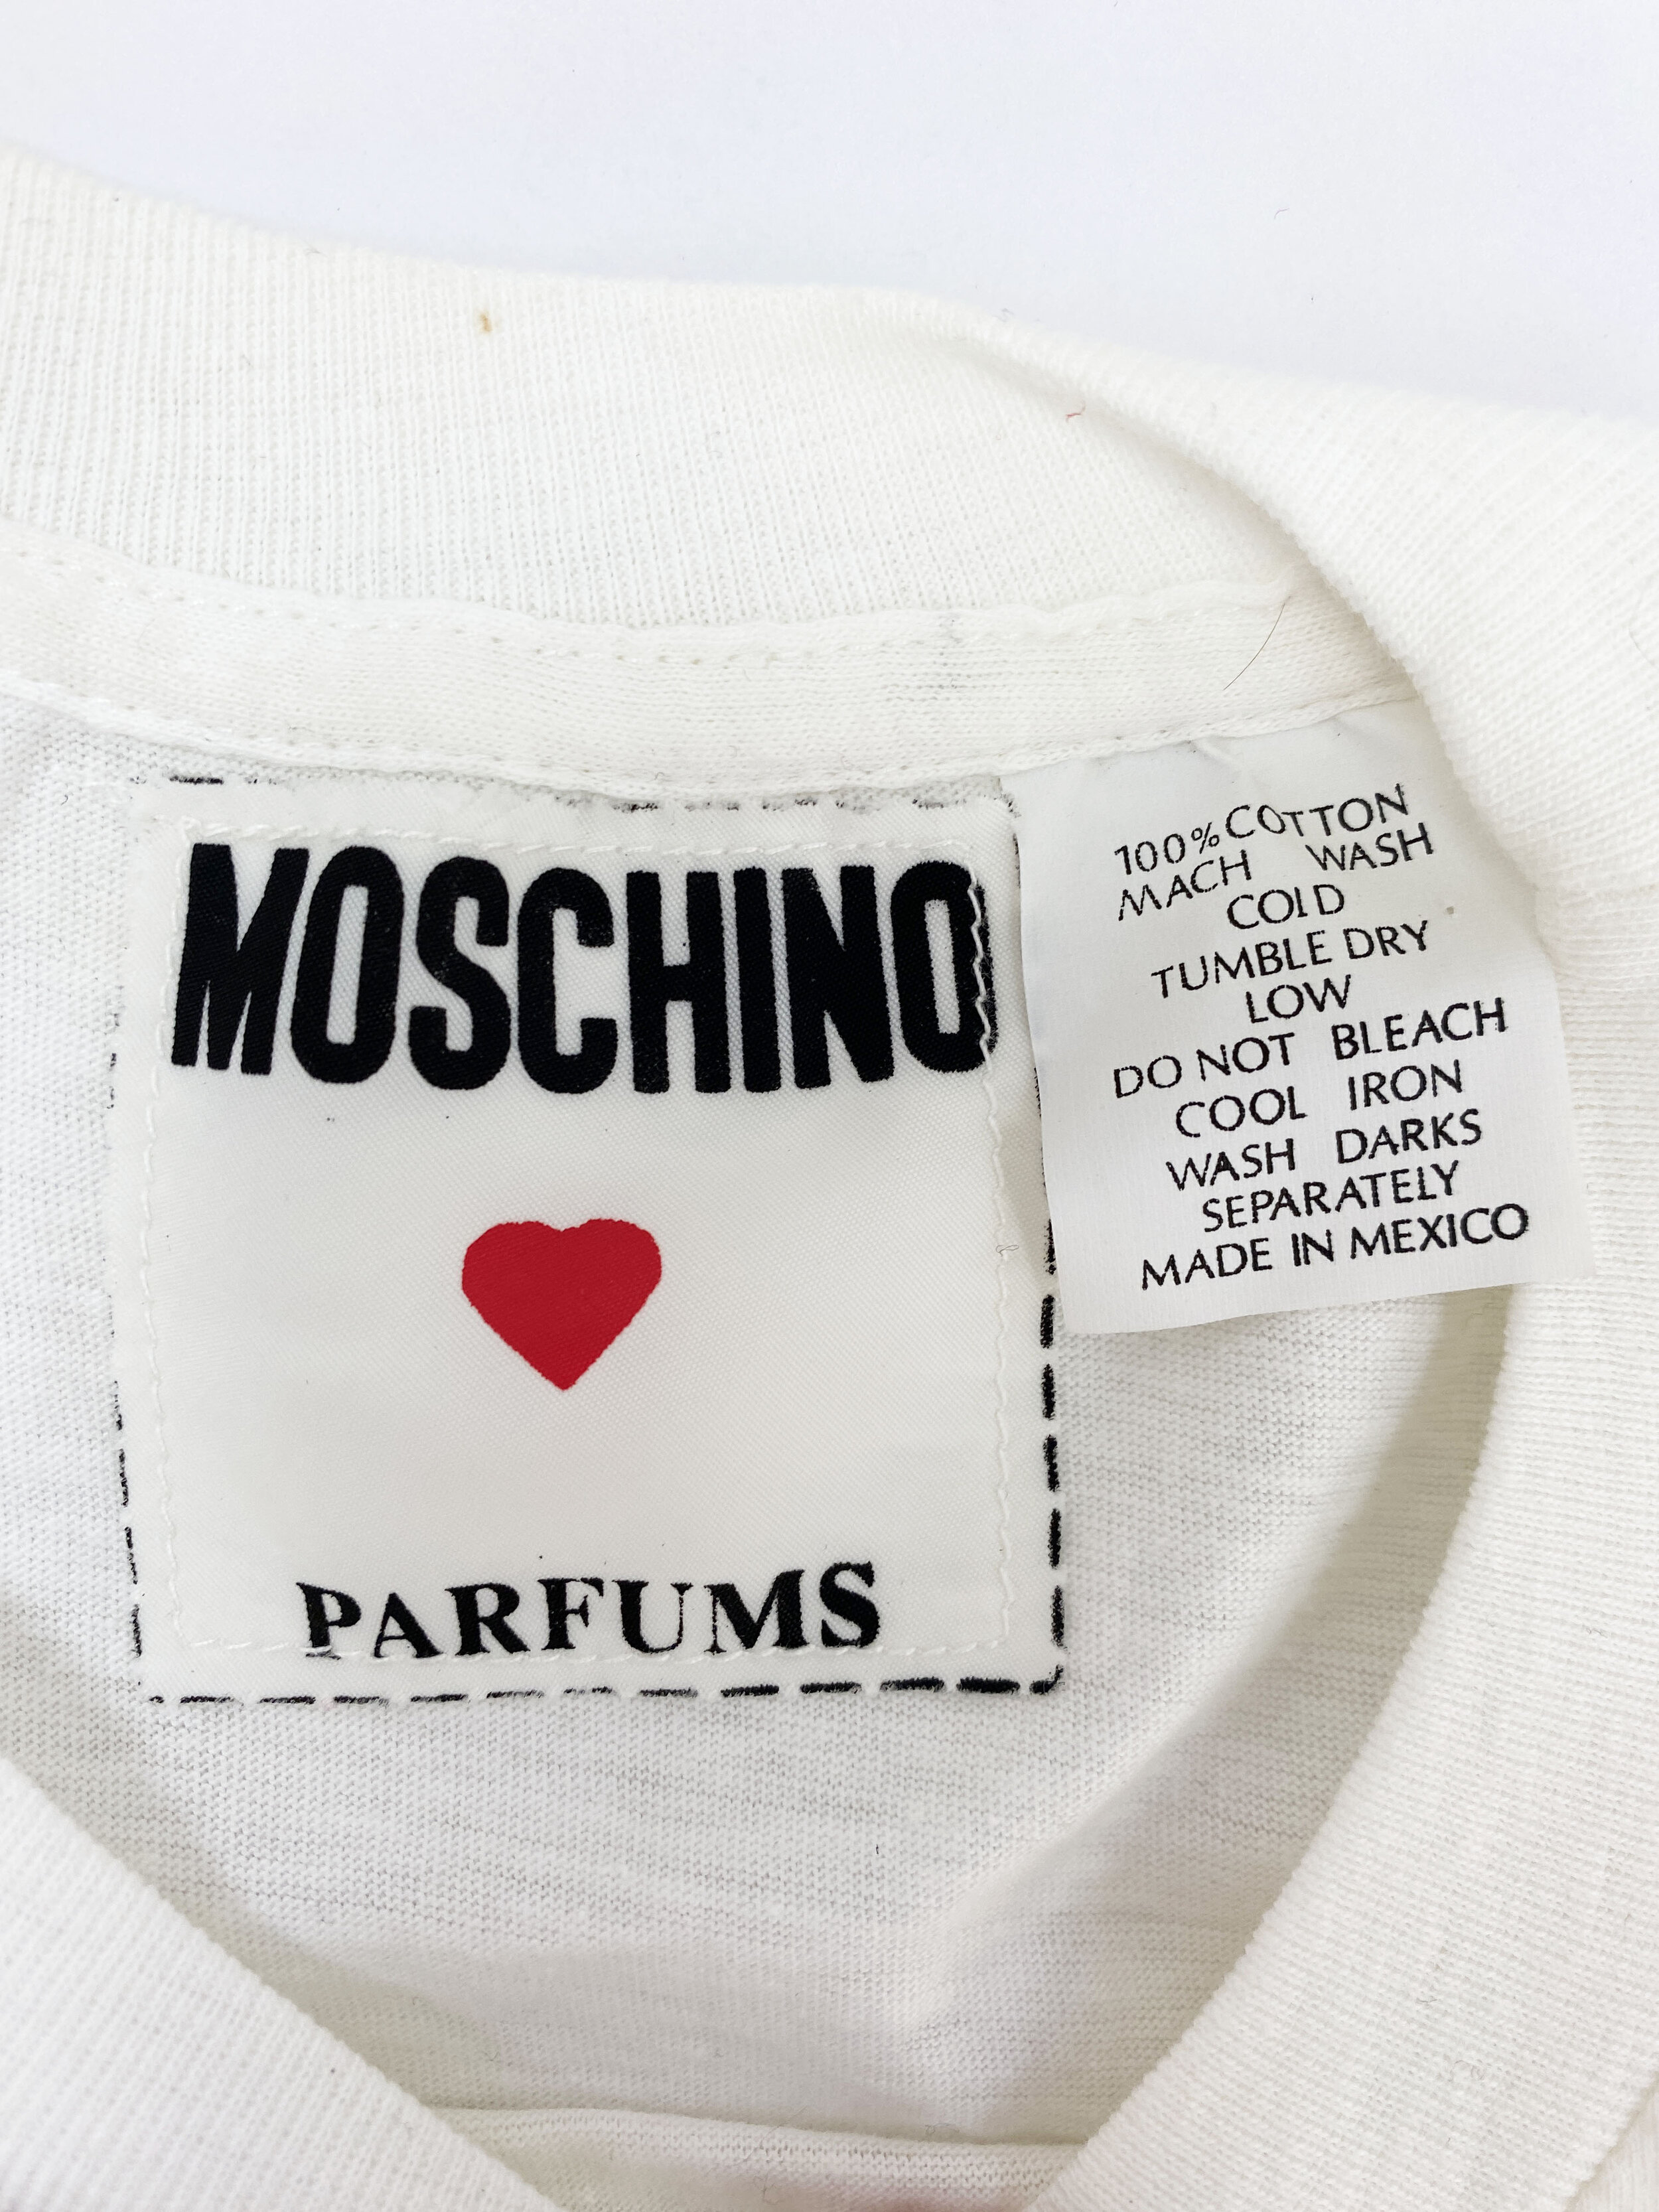 MOSCHINO
PARFUMS
100% COTTON
MACH WASH
COLD
TUMBLE DRY
LOW
DO NOT BLEACH
COOL IRON
WASH DARKS
SEPARATELY
MADE IN MEXICO